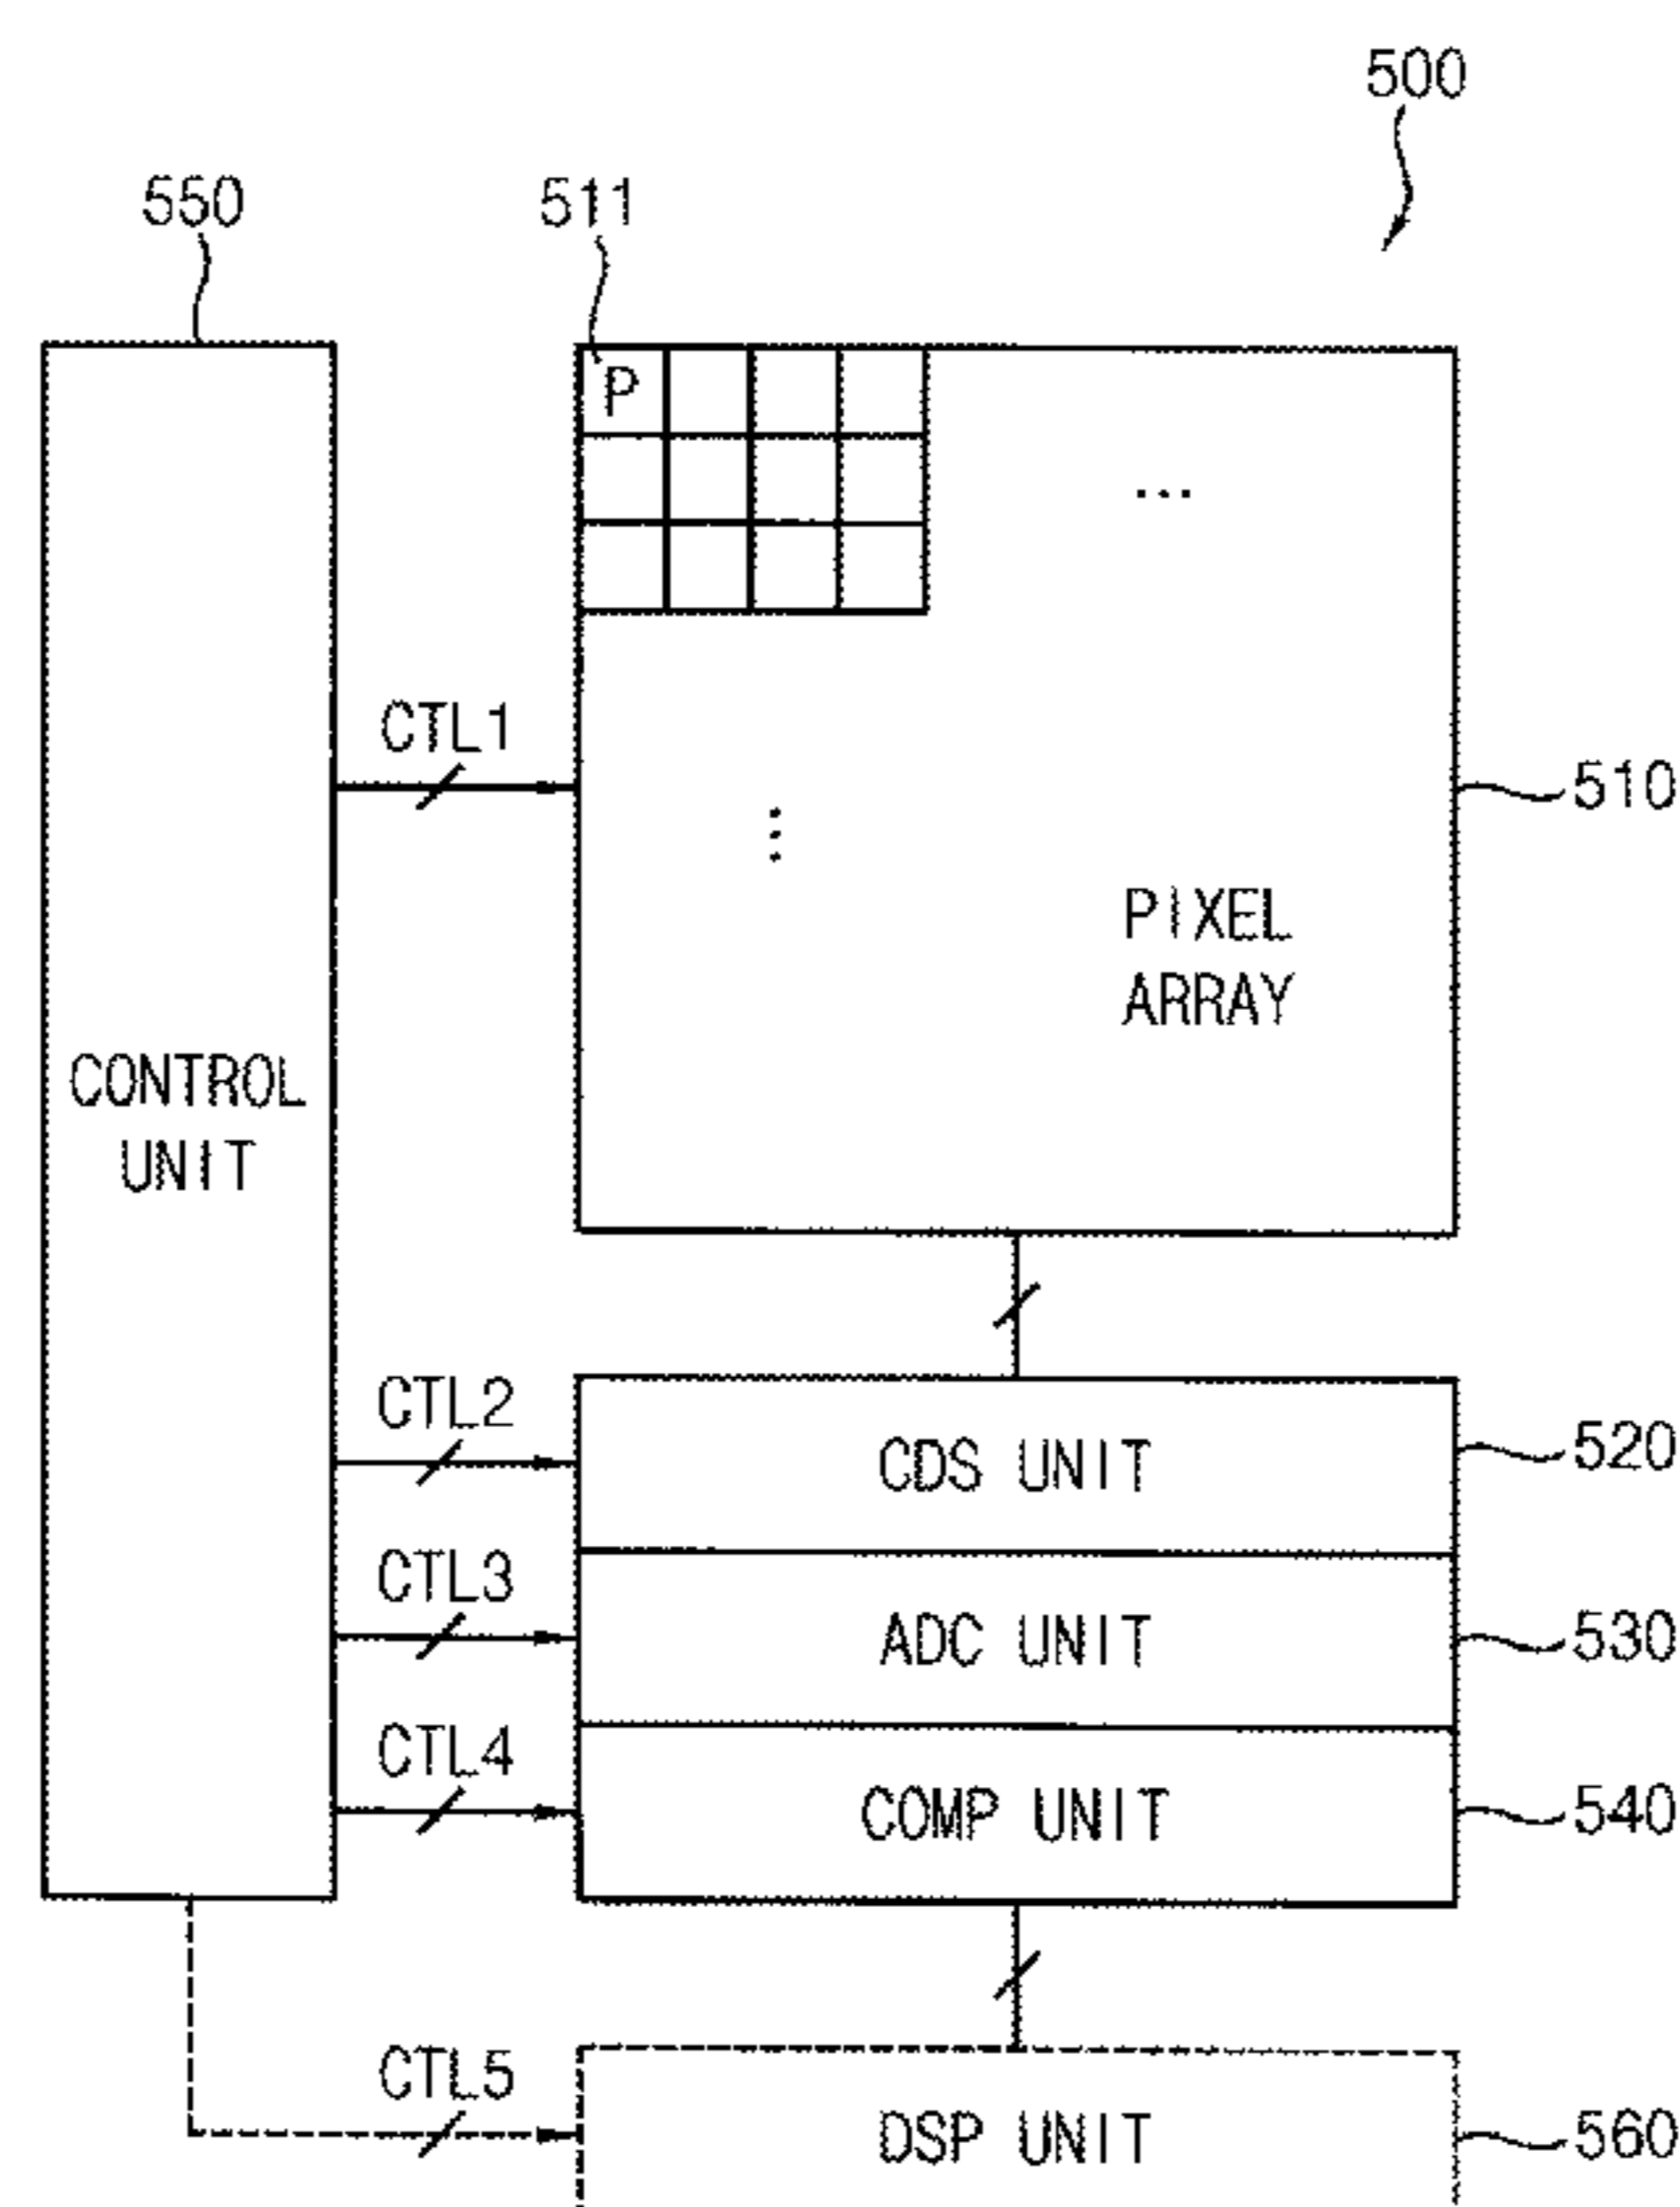 500
550
511
P
...
CTL1
510
PIXEL
ARRAY
CONTROL
UNIT
CTL2
CDS UNIT
520
CTL3
ADC UNIT
530
CTL4
COMP UNIT
540
CTL5
DSP UNIT
560